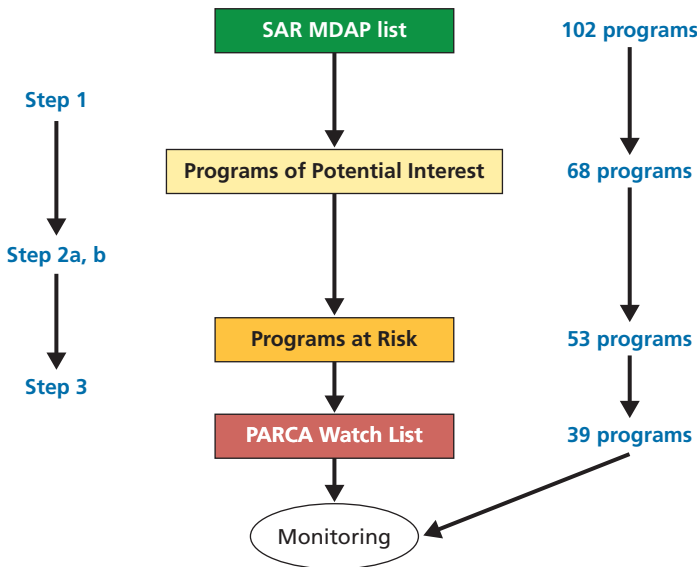 SAR MDAP list
102 programs
Step 1
Programs of Potential Interest
68 programs
Step 2a, b
Programs at Risk
53 programs
Step 3
PARCA Watch List
39 programs
Monitoring